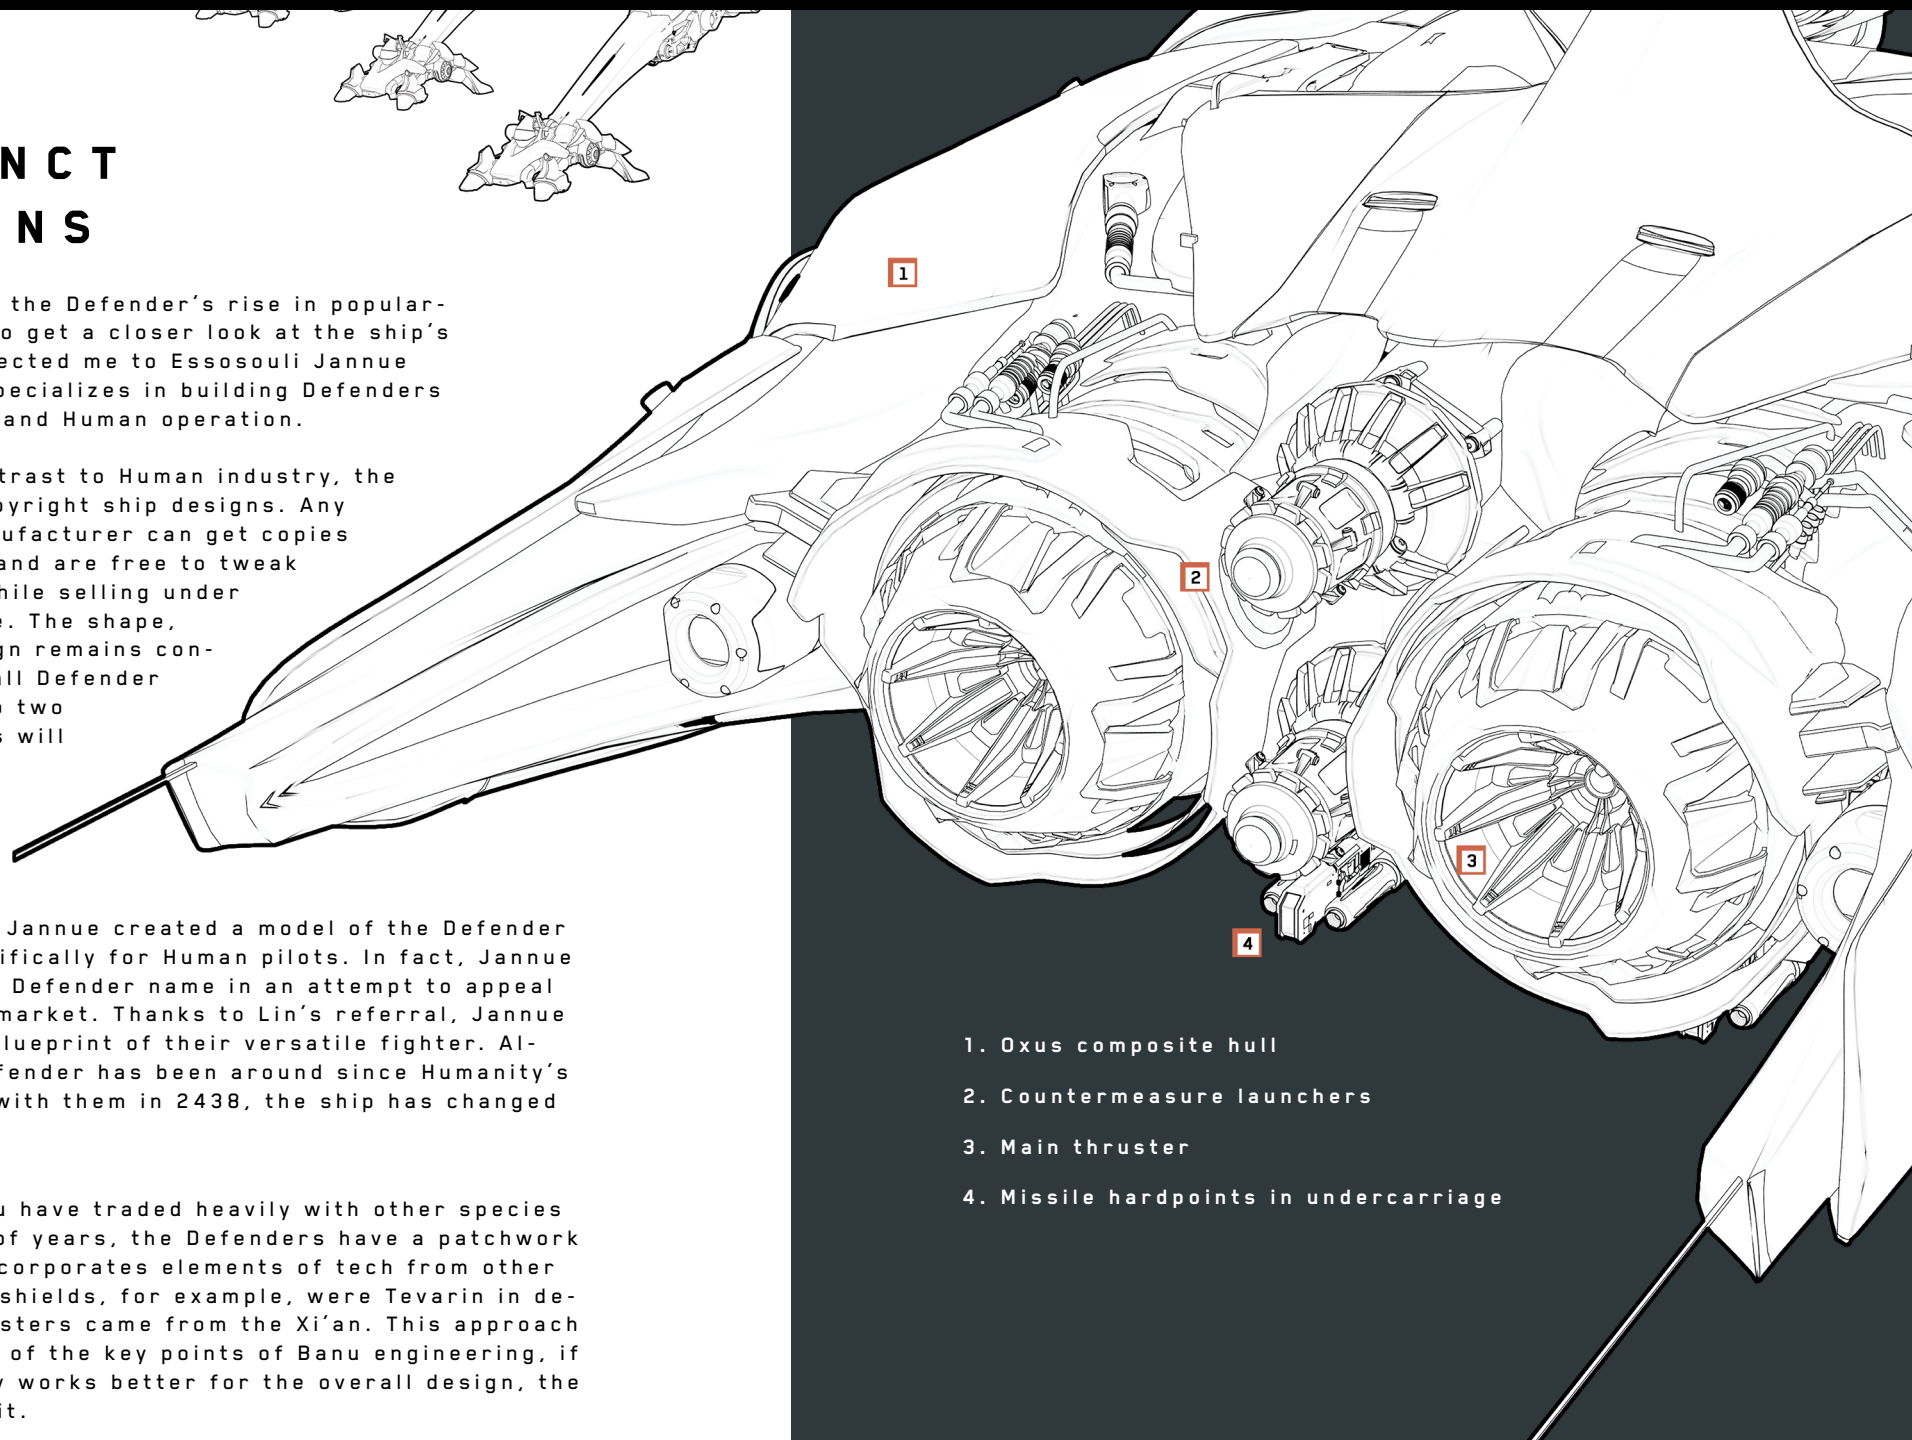 NCT
NS
the Defender's rise in popular-
o get a closer look at the ship's
ected me to Essosouli Jannue
pecializes in building Defenders
and Human operation.
trast to Human industry, the
pyright ship designs. Any
ufacturer can get copies
and are free to tweak
hile selling under
e. The shape,
gn remains con-
all Defender
o two
s will
Jannue created a model of the Defender
ifically for Human pilots. In fact, Jannue
Defender name in an attempt to appeal
market. Thanks to Lin's referral, Jannue
lueprint of their versatile fighter. Al-
fender has been around since Humanity's
with them in 2438, the ship has changed
u have traded heavily with other species
of years, the Defenders have a patchwork
corporates elements of tech from other
shields, for example, were Tevarin in de-
sters came from the Xi'an. This approach
of the key points of Banu engineering, if
y works better for the overall design, the
it.
1
2
3
4
1. Oxus composite hull
2. Countermeasure launchers
3. Main thruster
4. Missile hardpoints in undercarriage